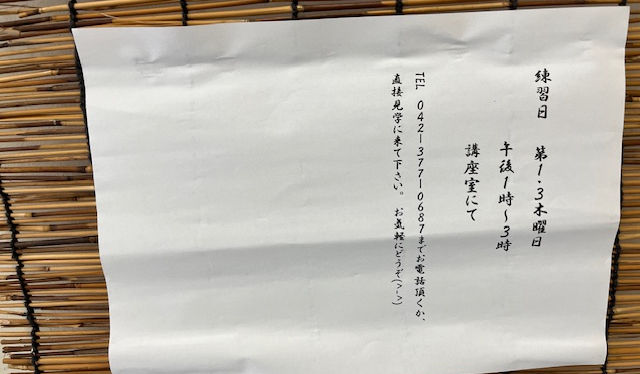 練習日　第１・３木曜日
午後１時～３時
講座室にて
TEL　０４２－３７７－０６８７までお電話頂くか、
直接見学に来て下さい。　お気軽にどうぞ(>-<)